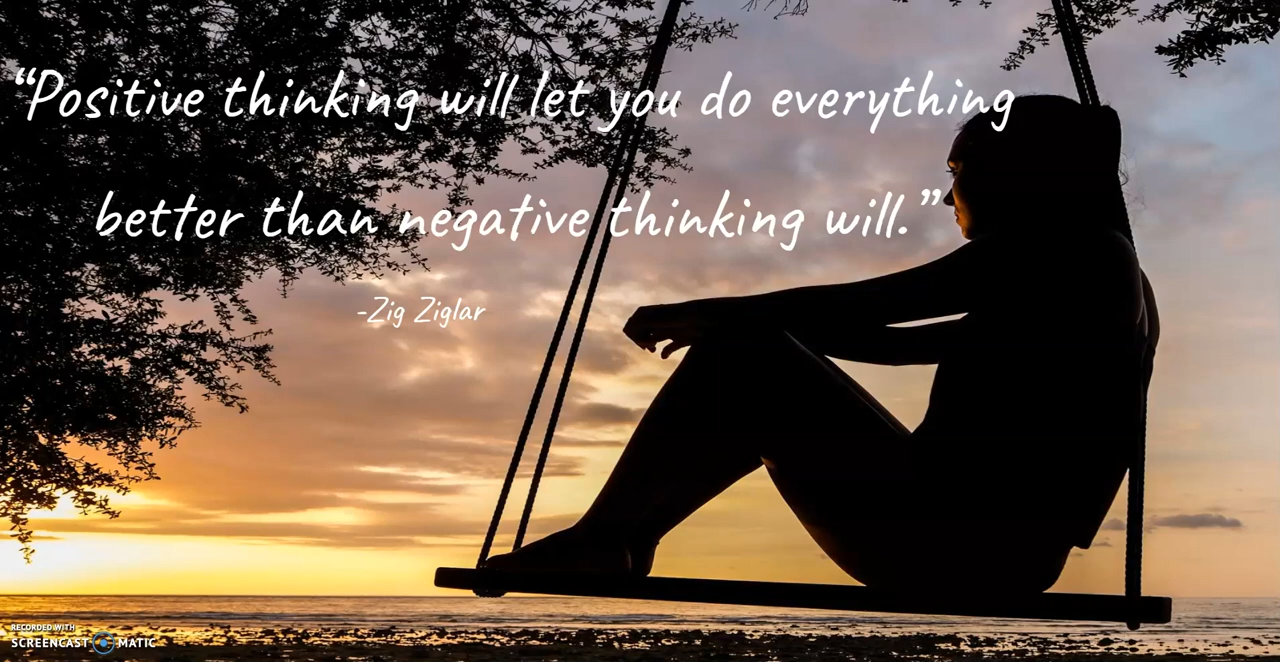 “Positive thinking will let you do everything
better than negative thinking will.”
-Zig Ziglar
RECORDED WITH
SCREENCAST MATIC